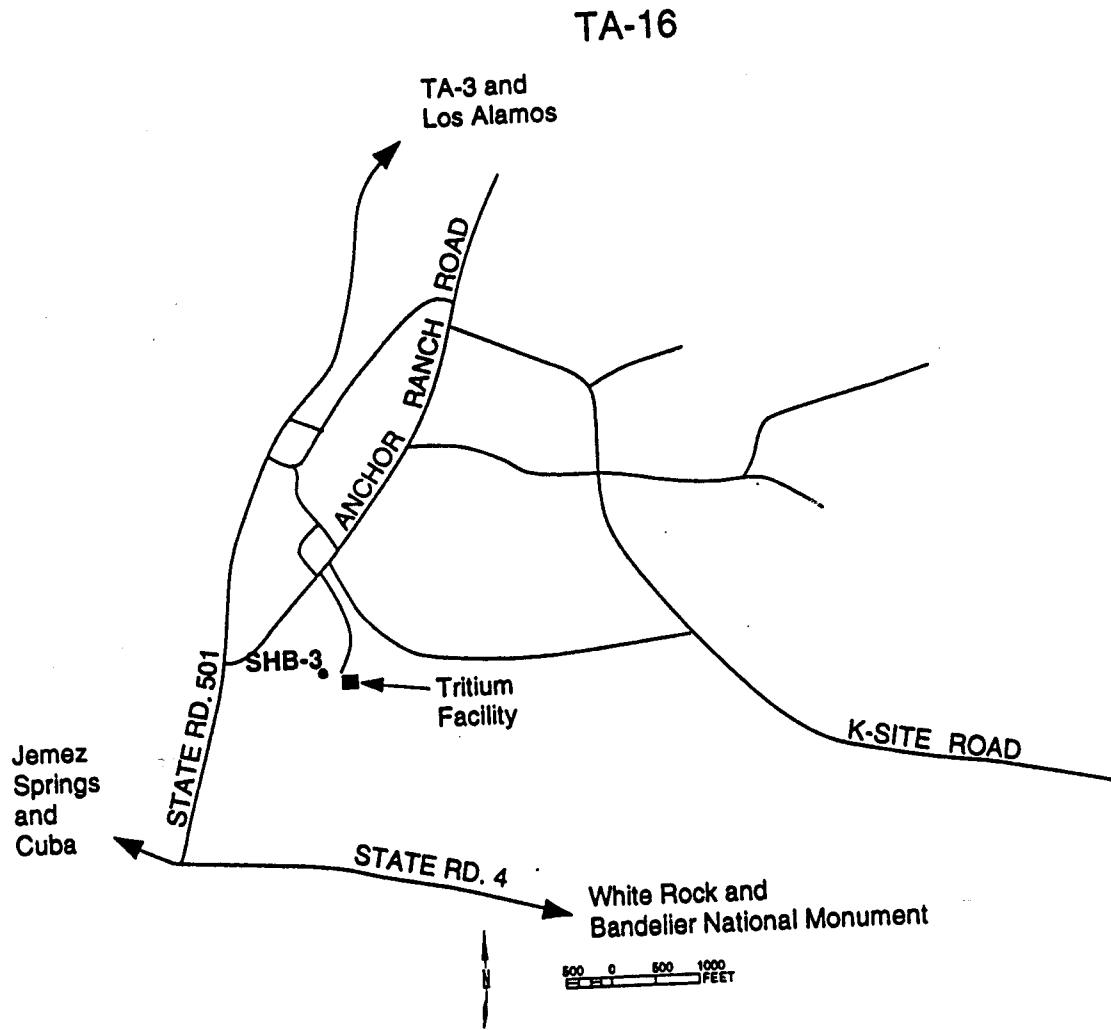 TA-16
TA-3 and
Los Alamos
ANCHOR RANCH ROAD
SHB-3
Tritium
Facility
STATE RD. 501
K-SITE ROAD
Jemez
Springs
and
Cuba
STATE RD. 4
White Rock and
Bandelier National Monument
N
500 0 500 1000
FEET